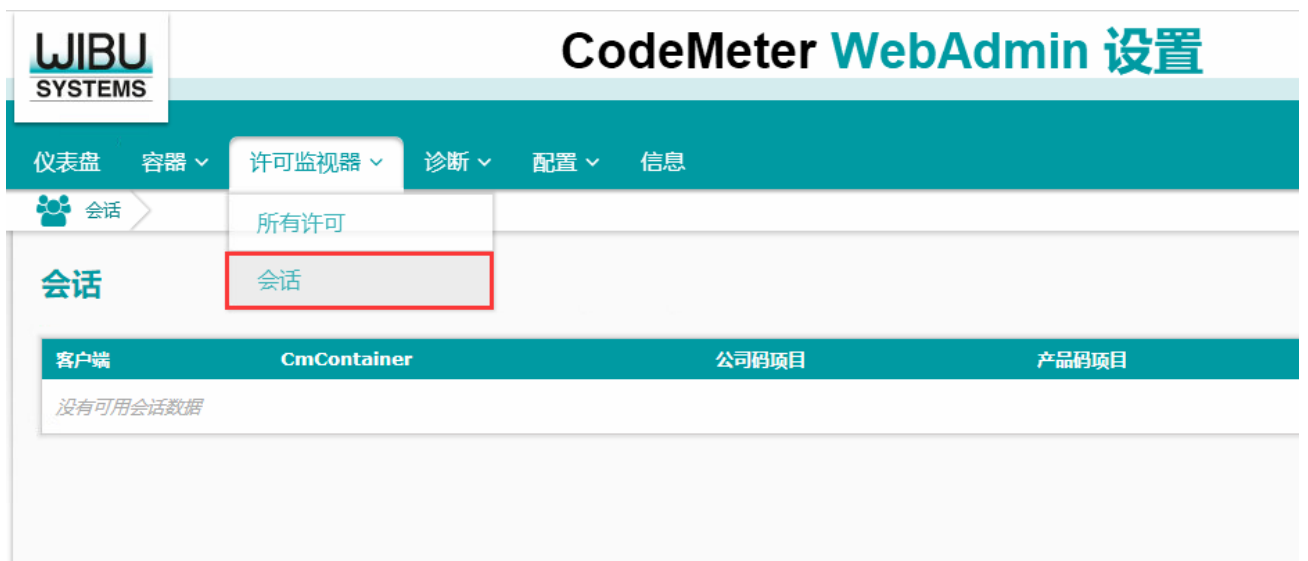 WIBU
SYSTEMS
CodeMeter WebAdmin 设置
仪表盘 容器 许可监视器 诊断 配置 信息
会话
所有许可
会话
会话
客户端 CmContainer 公司码项目 产品码项目
没有可用会话数据